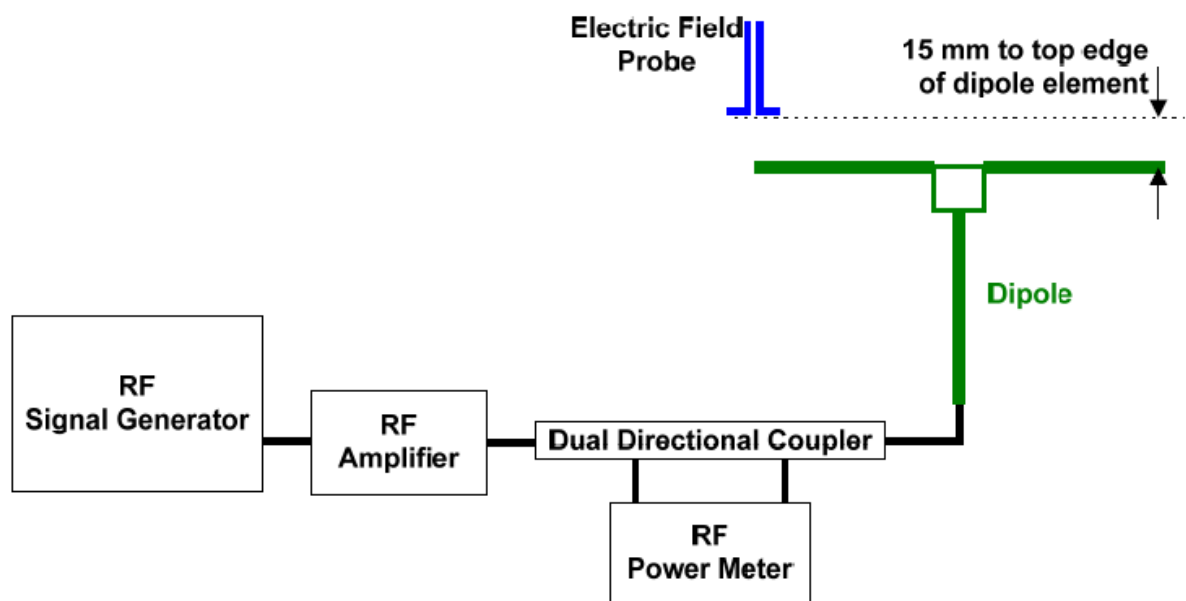 Electric Field
Probe
15 mm to top edge
of dipole element
Dipole
RF
Signal Generator
RF
Amplifier
Dual Directional Coupler
RF
Power Meter